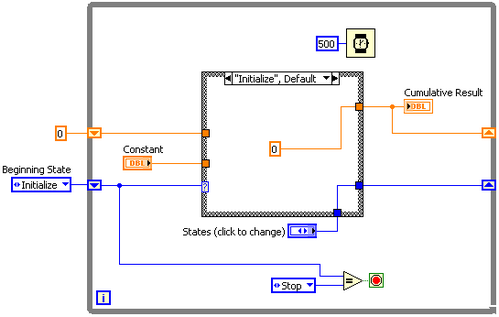 500
"Initialize", Default
Cumulative Result
DBL
0
Constant
DBL
0
Beginning State
Initialize
?
States (click to change)
Stop
=
i